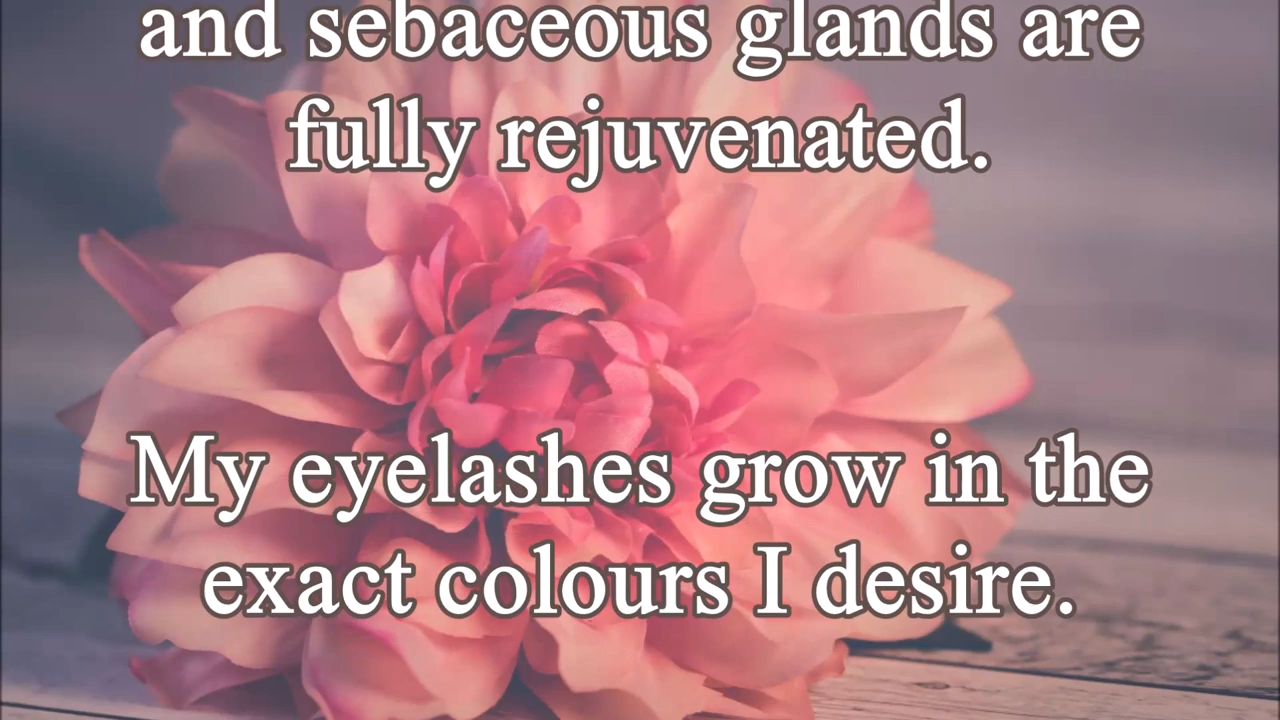 and sebaceous glands are
fully rejuvenated.
My eyelashes grow in the
exact colours I desire.